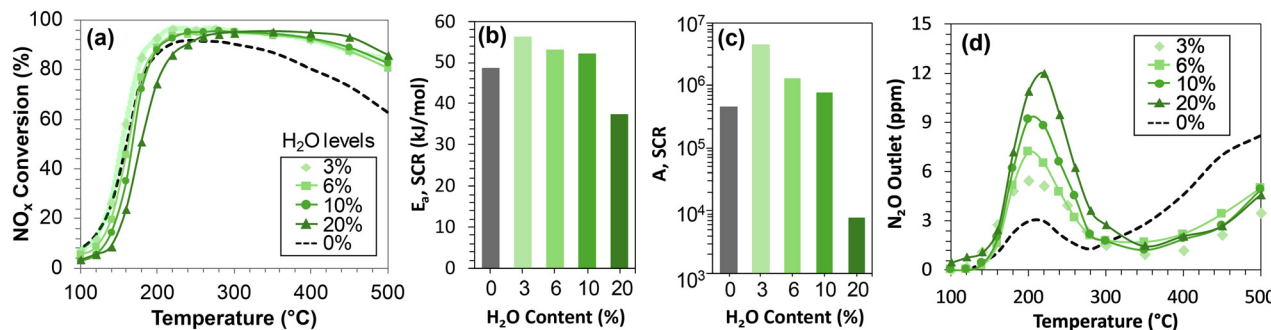 (a)
NOx Conversion (%)
100
80
60
40
20
0
H2O levels
3%
6%
10%
20%
0%
100 200 300 400 500
Temperature (°C)
(b)
Ea, SCR (kJ/mol)
60
50
40
30
20
10
0
0 3 6 10 20
H2O Content (%)
(c)
A, SCR
10^7
10^6
10^5
10^4
10^3
0 3 6 10 20
H2O Content (%)
(d)
N2O Outlet (ppm)
15
12
9
6
3
0
3%
6%
10%
20%
0%
100 200 300 400 500
Temperature (°C)